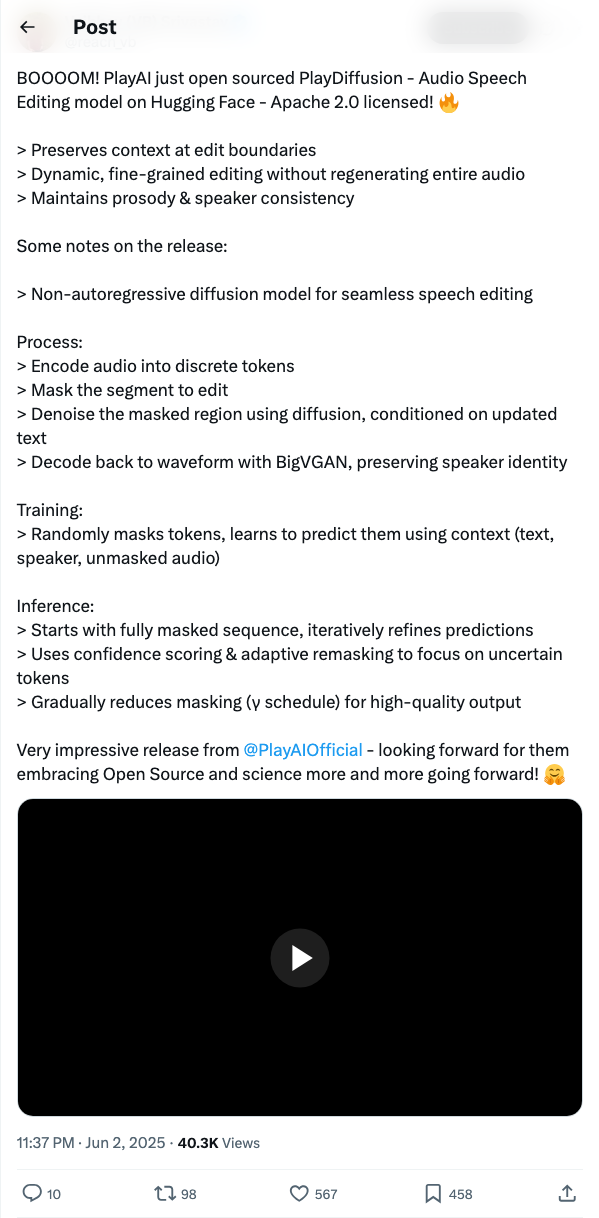 Post
BOOOOM! PlayAI just open sourced PlayDiffusion - Audio Speech
Editing model on Hugging Face - Apache 2.0 licensed! 🔥
> Preserves context at edit boundaries
> Dynamic, fine-grained editing without regenerating entire audio
> Maintains prosody & speaker consistency
Some notes on the release:
> Non-autoregressive diffusion model for seamless speech editing
Process:
> Encode audio into discrete tokens
> Mask the segment to edit
> Denoise the masked region using diffusion, conditioned on updated
text
> Decode back to waveform with BigVGAN, preserving speaker identity
Training:
> Randomly masks tokens, learns to predict them using context (text,
speaker, unmasked audio)
Inference:
> Starts with fully masked sequence, iteratively refines predictions
> Uses confidence scoring & adaptive remasking to focus on uncertain
tokens
> Gradually reduces masking (γ schedule) for high-quality output
Very impressive release from @PlayAIOfficial - looking forward for them
embracing Open Source and science more and more going forward! 🤗
11:37 PM · Jun 2, 2025 · 40.3K Views
10 98 567 458